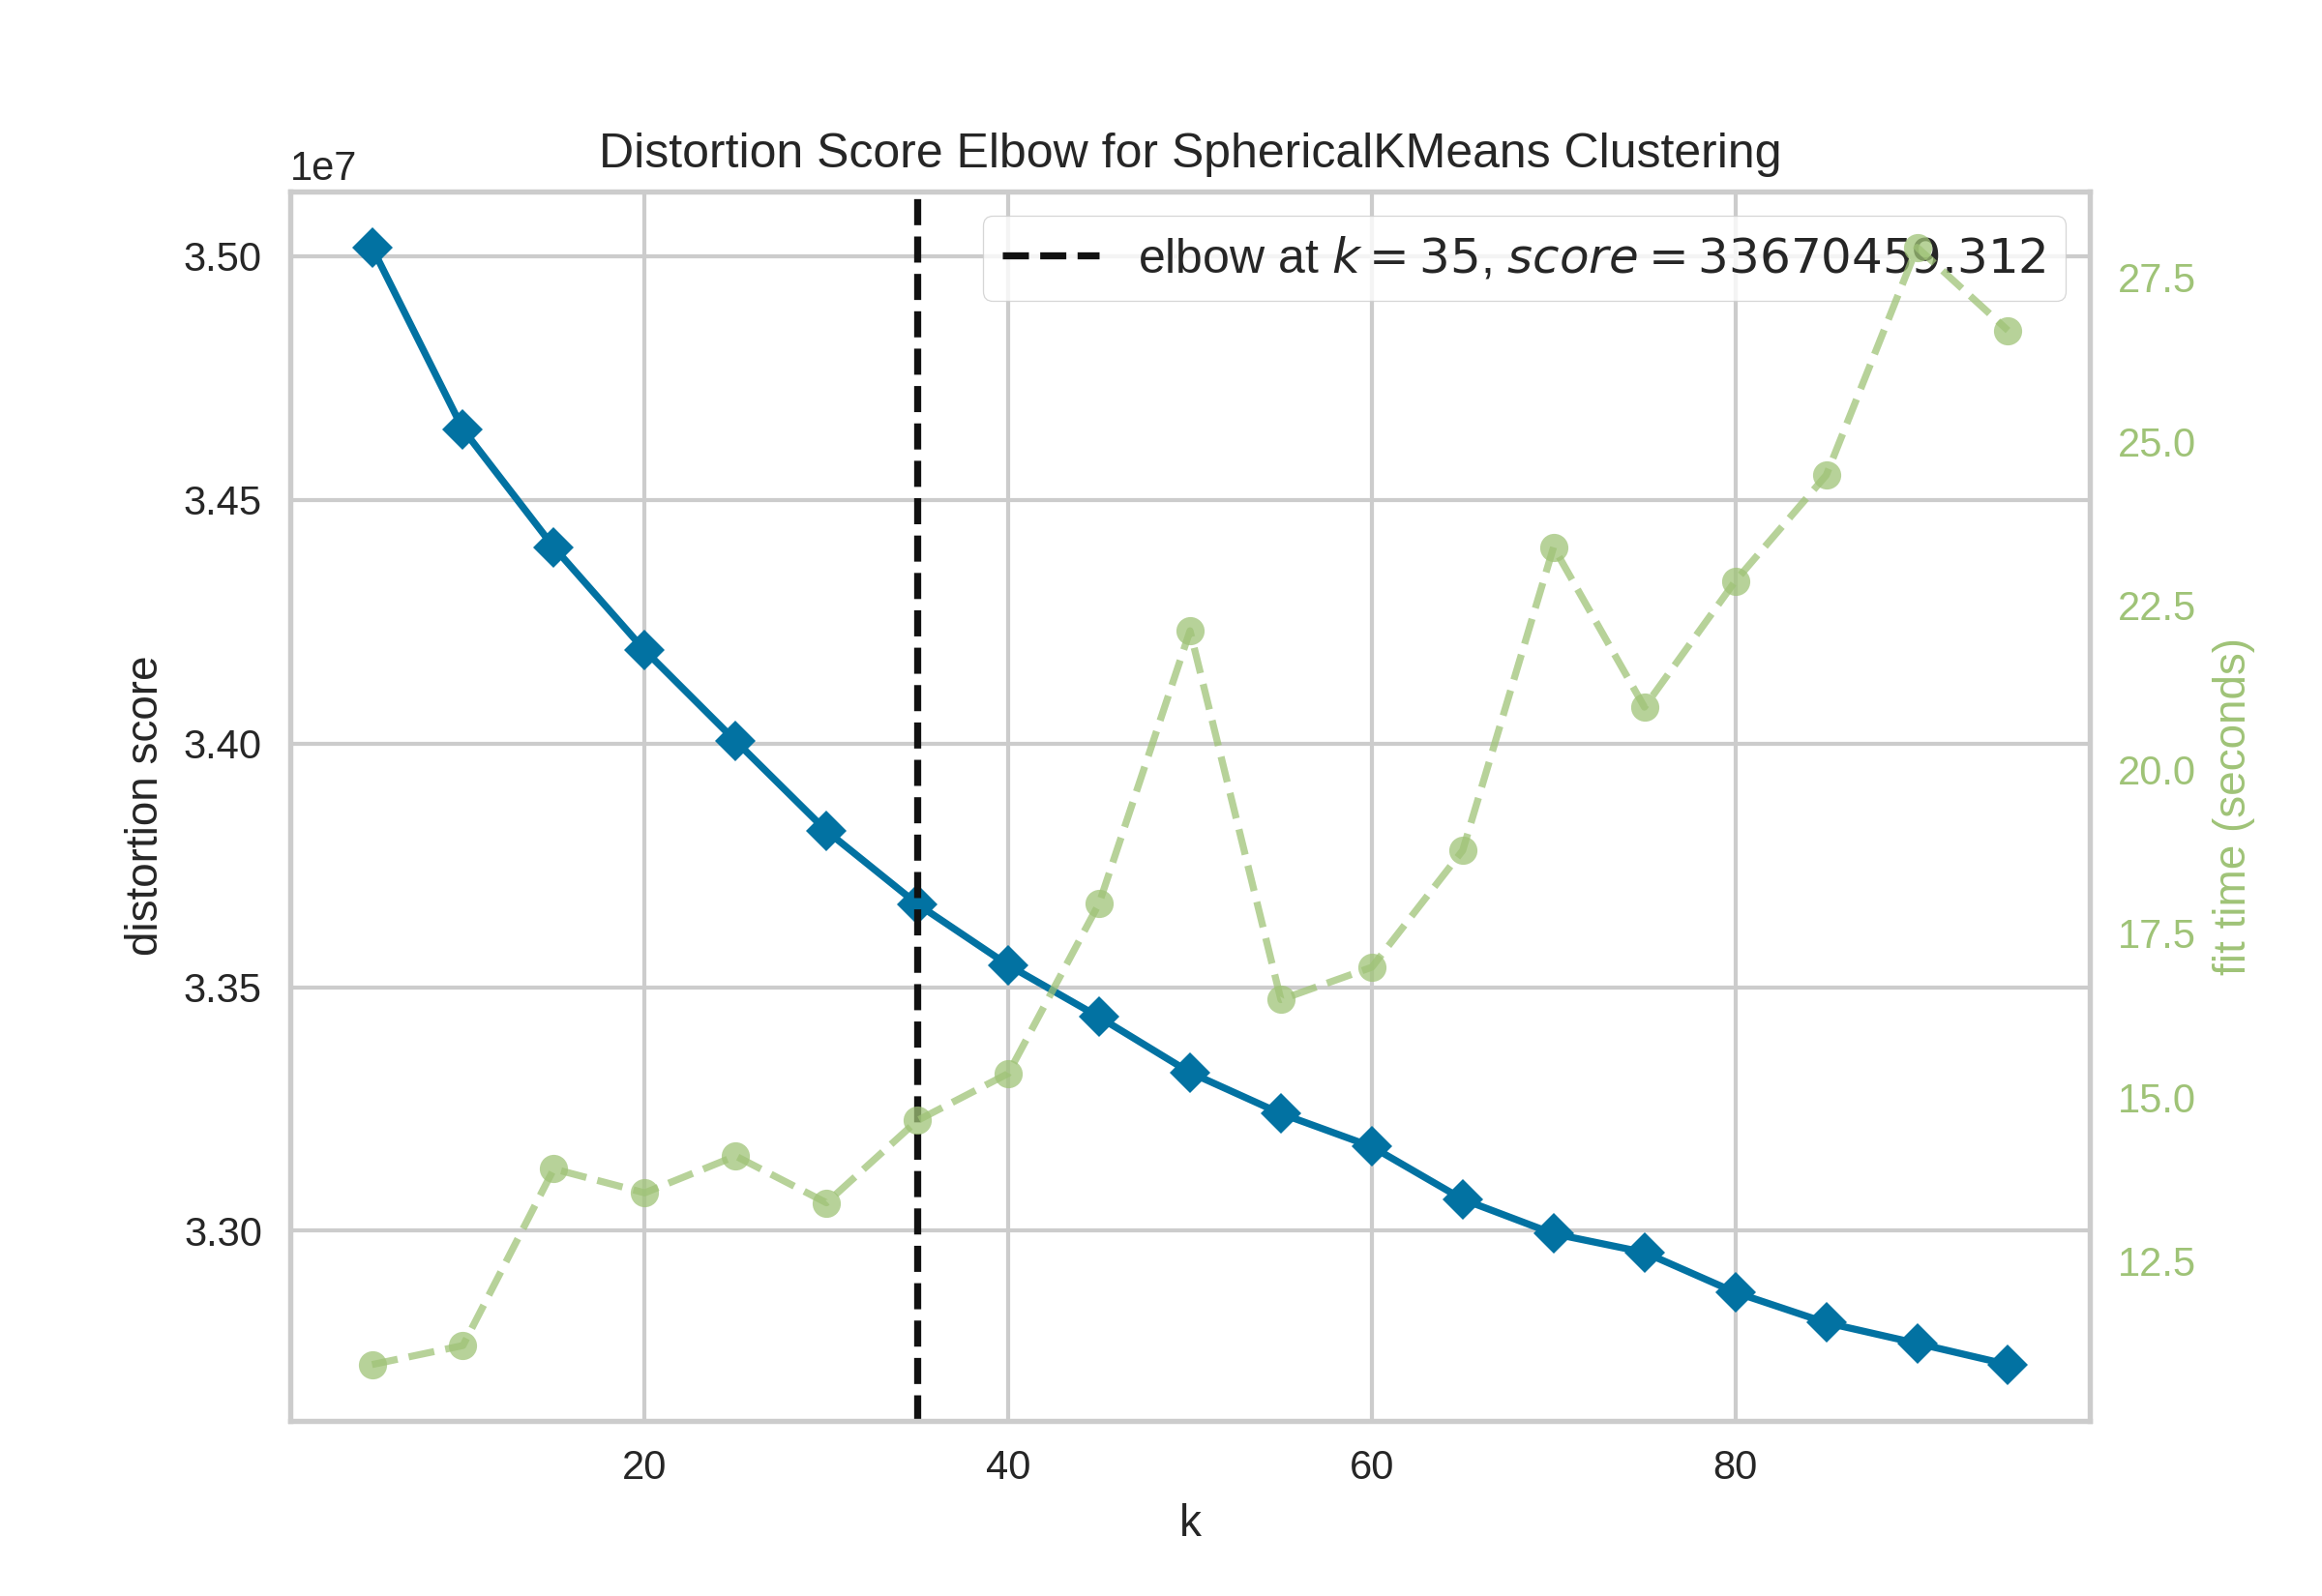 Distortion Score Elbow for SphericalKMeans Clustering
1e7
elbow at k = 35, score = 33670459.312
3.50
3.45
3.40
3.35
3.30
distortion score
27.5
25.0
22.5
20.0
17.5
15.0
12.5
fit time (seconds)
20 40 60 80
k